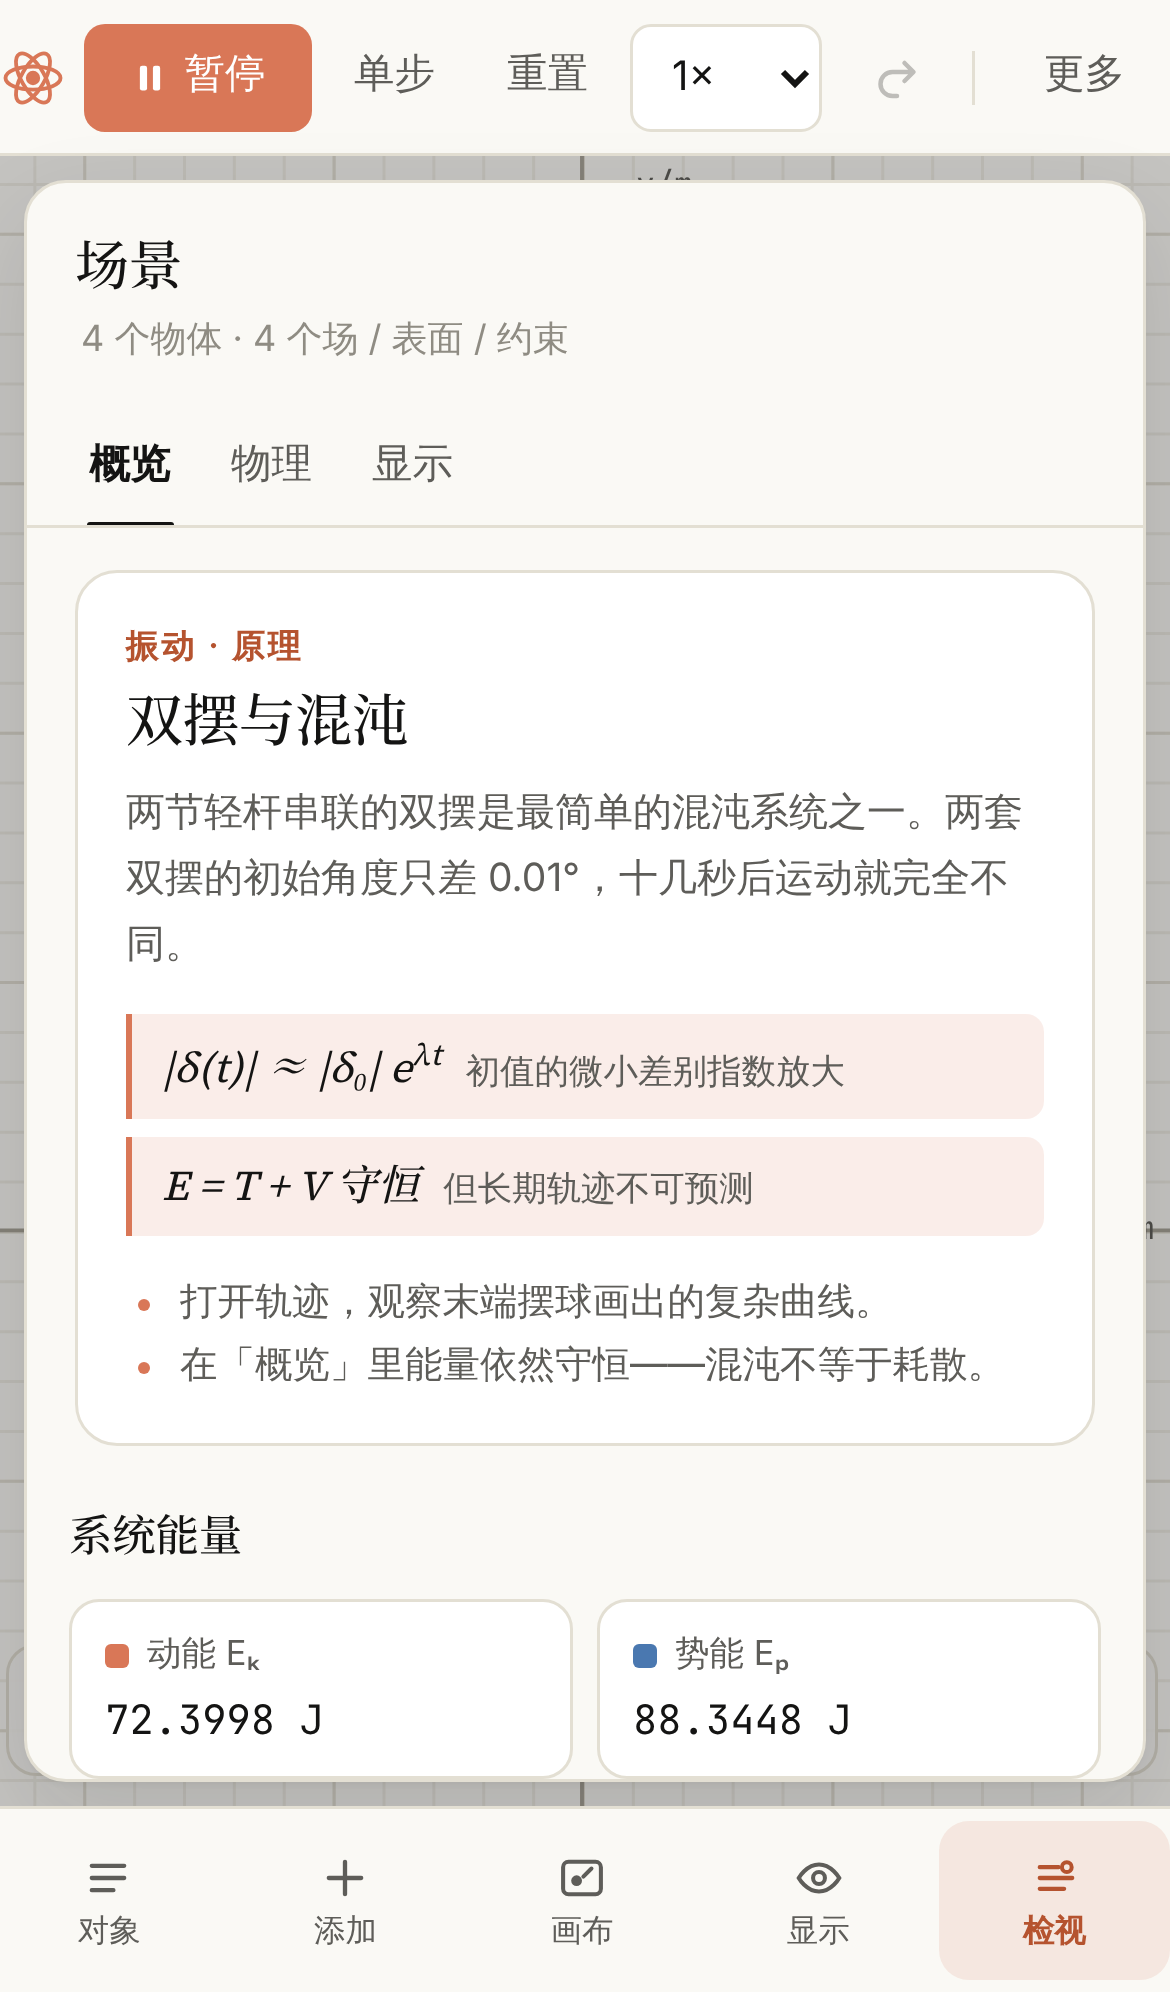 暂停 单步 重置 1× 更多
y/m
场景
4 个物体 · 4 个场 / 表面 / 约束
概览 物理 显示
振动 · 原理
双摆与混沌
两节轻杆串联的双摆是最简单的混沌系统之一。两套
双摆的初始角度只差 0.01°，十几秒后运动就完全不
同。
|δ(t)| ≈ |δ₀| e^λt 初值的微小差别指数放大
E = T + V 守恒 但长期轨迹不可预测
打开轨迹，观察末端摆球画出的复杂曲线。
在「概览」里能量依然守恒——混沌不等于耗散。
系统能量
动能 Eₖ 势能 Eₚ
72.3998 J 88.3448 J
对象 添加 画布 显示 检视